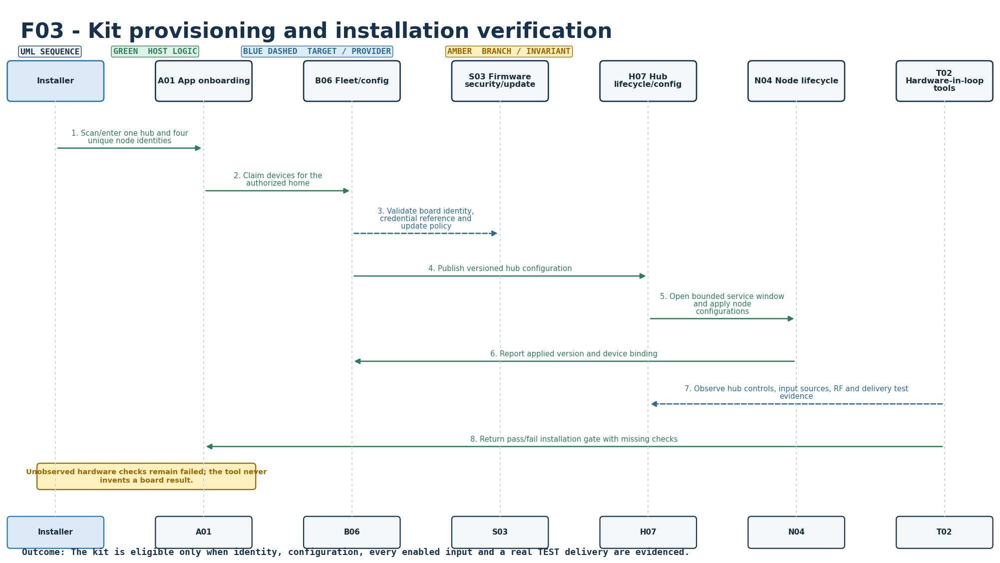 F03 - Kit provisioning and installation verification
UML SEQUENCE
GREEN  HOST LOGIC
BLUE DASHED  TARGET / PROVIDER
AMBER  BRANCH / INVARIANT
Installer
A01 App onboarding
B06 Fleet/config
S03 Firmware
security/update
H07 Hub
lifecycle/config
N04 Node lifecycle
T02
Hardware-in-loop
tools
1. Scan/enter one hub and four
unique node identities
2. Claim devices for the
authorized home
3. Validate board identity,
credential reference and
update policy
4. Publish versioned hub configuration
5. Open bounded service window
and apply node
configurations
6. Report applied version and device binding
7. Observe hub controls, input sources, RF and delivery test
evidence
8. Return pass/fail installation gate with missing checks
Unobserved hardware checks remain failed; the tool never
invents a board result.
Installer
A01
B06
S03
H07
N04
T02
Outcome: The kit is eligible only when identity, configuration, every enabled input and a real TEST delivery are evidenced.